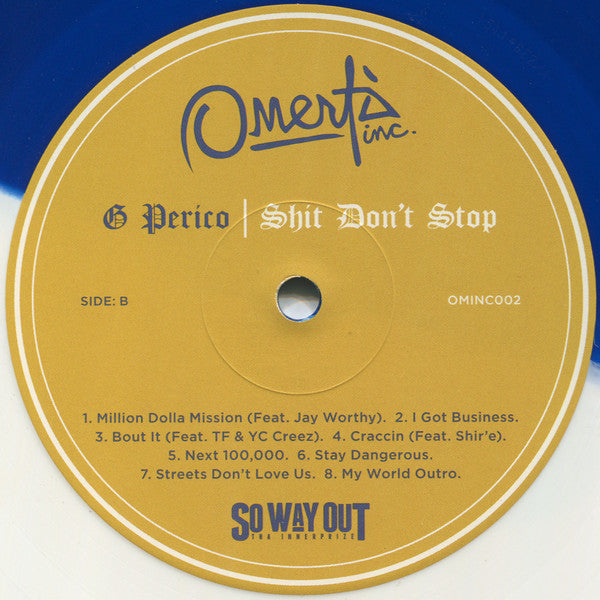 Omertà
inc.
G Perico | Shit Don't Stop
SIDE: B
OMINC002
1. Million Dolla Mission (Feat. Jay Worthy). 2. I Got Business.
3. Bout It (Feat. TF & YC Creez). 4. Craccin (Feat. Shir'e).
5. Next 100,000. 6. Stay Dangerous.
7. Streets Don't Love Us. 8. My World Outro.
SO WAY OUT
THA INNERPRIZE